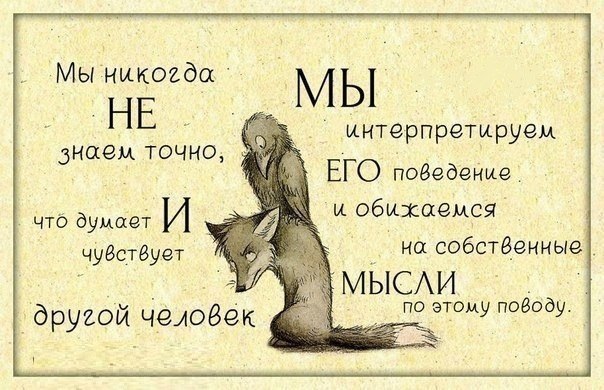 Мы никогда
НЕ
знаем точно,
что думает И
чувствует
другой человек
МЫ
интерпретируем
ЕГО поведение
и обижаемся
на собственные
МЫСЛИ
по этому поводу.